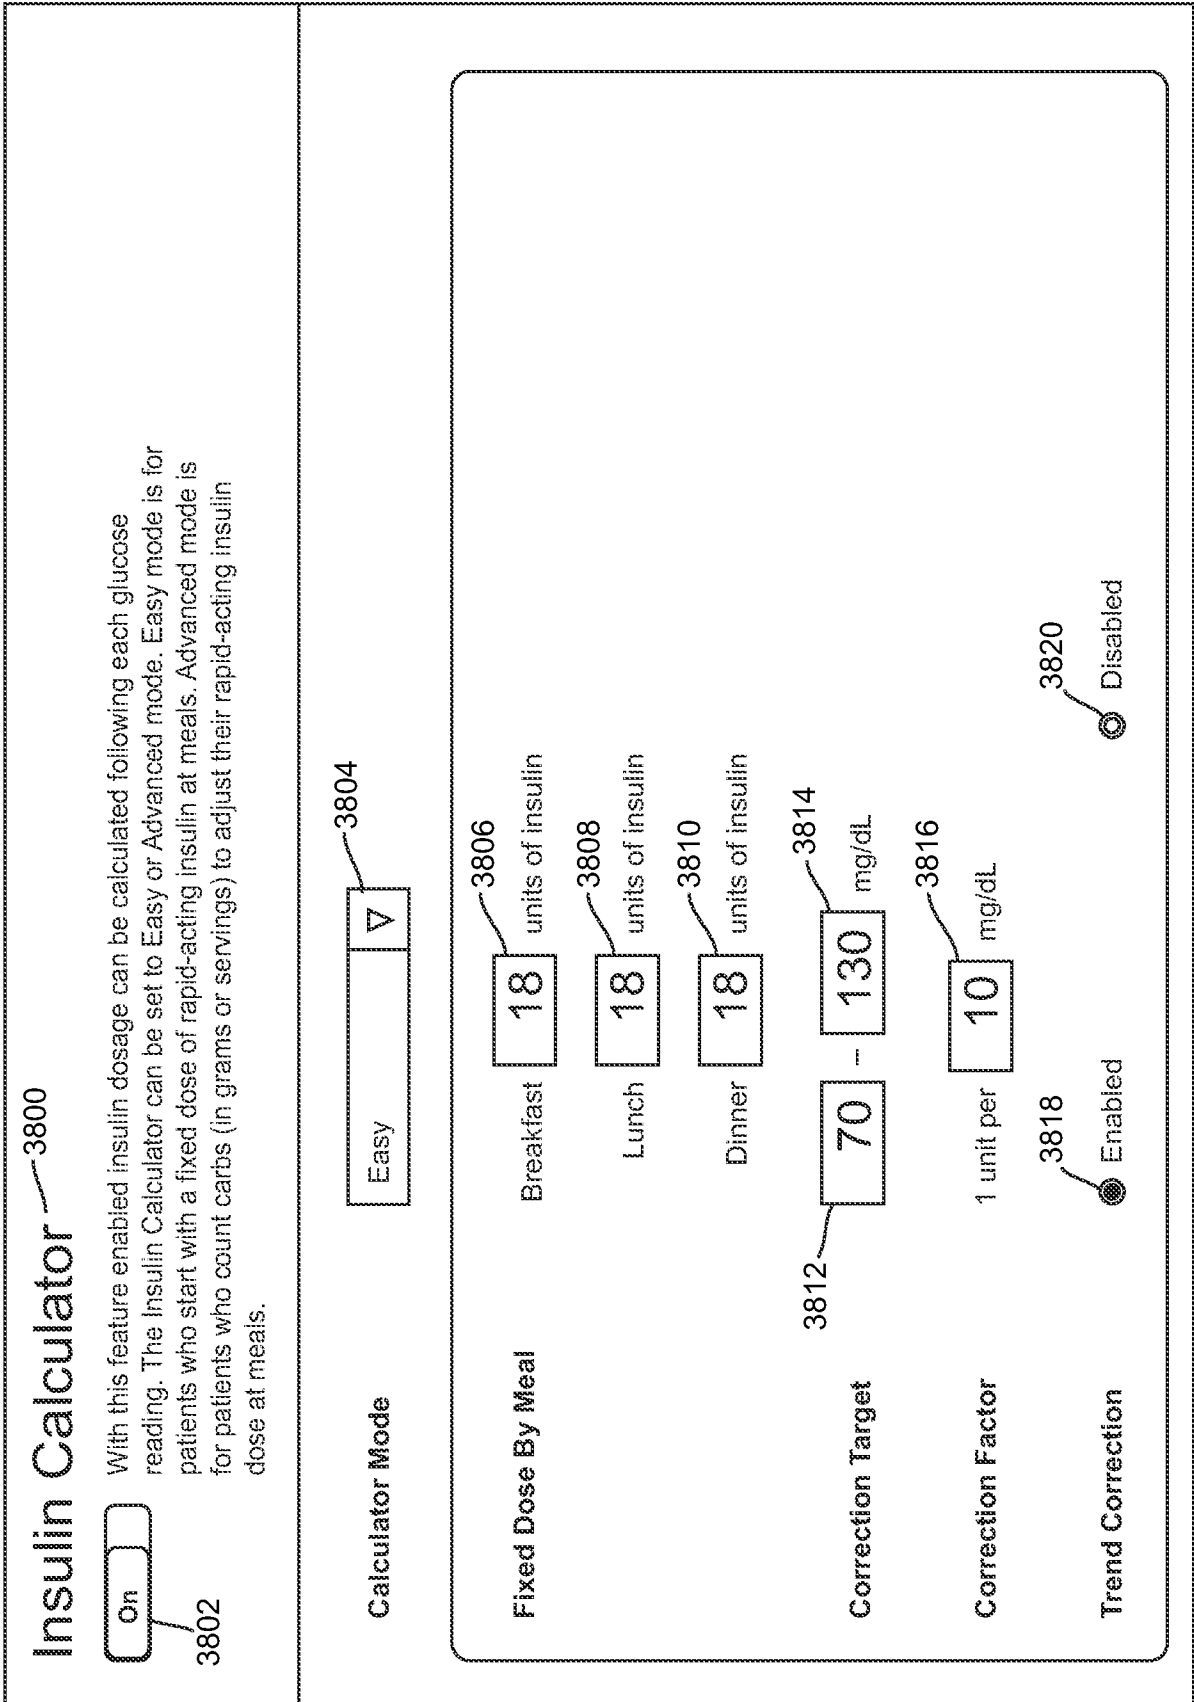 Insulin Calculator 3800
On
3802
With this feature enabled insulin dosage can be calculated following each glucose
reading. The Insulin Calculator can be set to Easy or Advanced mode. Easy mode is for
patients who start with a fixed dose of rapid-acting insulin at meals. Advanced mode is
for patients who count carbs (in grams or servings) to adjust their rapid-acting insulin
dose at meals.
Calculator Mode Easy 3804
Fixed Dose By Meal Breakfast 18 units of insulin 3806
Lunch 18 units of insulin 3808
Dinner 18 units of insulin 3810
Correction Target 3812 70 – 130 mg/dL 3814
Correction Factor 1 unit per 10 mg/dL 3816
Trend Correction 3818 Enabled 3820 Disabled